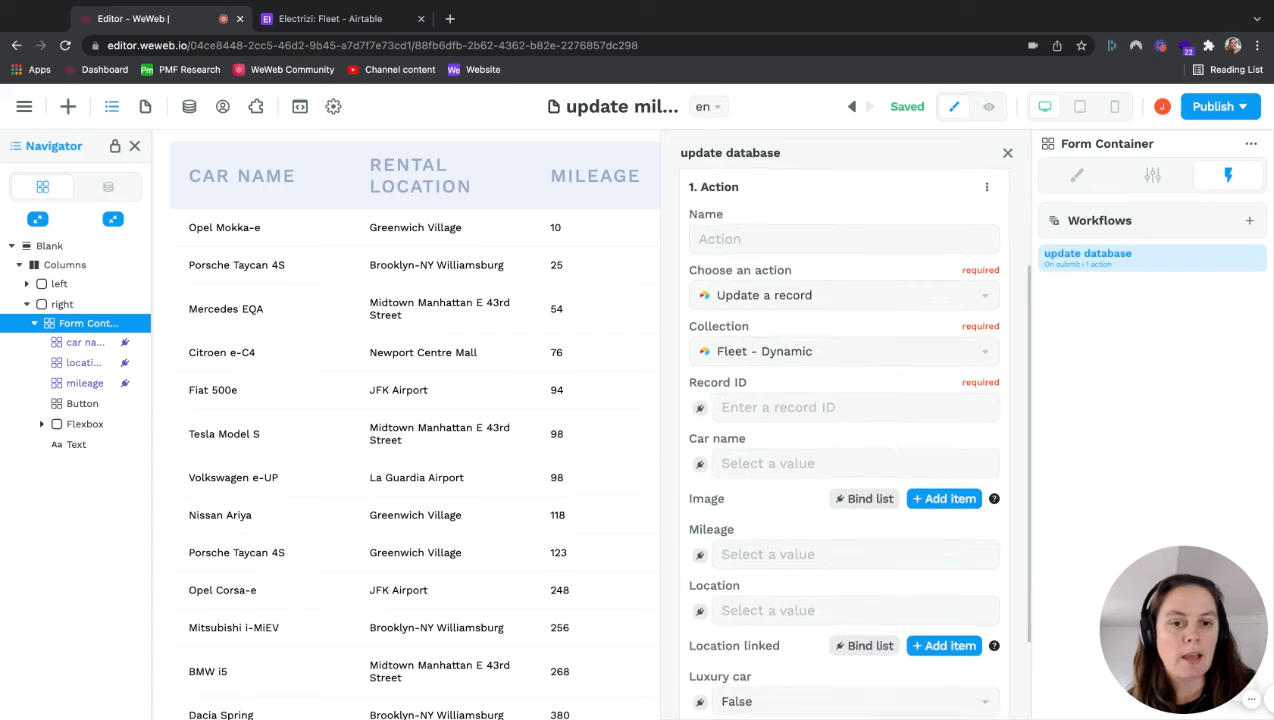 Editor - WeWeb |
Electrizi: Fleet - Airtable
editor.weweb.io/04ce8448-2cc5-46d2-9b45-a7d7f7e73cd1/88fb6dfb-2b62-4362-b82e-2276857dc298
22
Apps
Dashboard
Pm PMF Research
WeWeb Community
Channel content
We Website
Reading List
update mil...
en
Saved
J
Publish
Navigator
Blank
Columns
left
right
Form Cont...
car na...
locati...
mileage
Button
Flexbox
Aa Text
CAR NAME RENTAL LOCATION MILEAGE
Opel Mokka-e Greenwich Village 10
Porsche Taycan 4S Brooklyn-NY Williamsburg 25
Mercedes EQA Midtown Manhattan E 43rd Street 54
Citroen e-C4 Newport Centre Mall 76
Fiat 500e JFK Airport 94
Tesla Model S Midtown Manhattan E 43rd Street 98
Volkswagen e-UP La Guardia Airport 98
Nissan Ariya Greenwich Village 118
Porsche Taycan 4S Greenwich Village 123
Opel Corsa-e JFK Airport 248
Mitsubishi i-MiEV Brooklyn-NY Williamsburg 256
BMW i5 Midtown Manhattan E 43rd Street 268
Dacia Spring Brooklyn-NY Williamsburg 380
update database
1. Action
Name
Action
Choose an action required
Update a record
Collection required
Fleet - Dynamic
Record ID required
Enter a record ID
Car name
Select a value
Image Bind list + Add item ?
Mileage
Select a value
Location
Select a value
Location linked Bind list + Add item ?
Luxury car
False
Form Container
Workflows
update database
On submit › 1 action